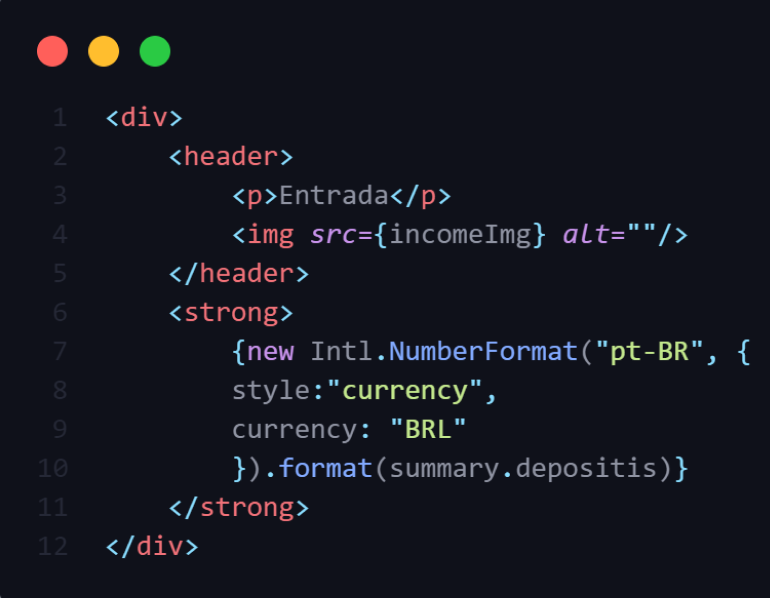 1 <div>
2     <header>
3         <p>Entrada</p>
4         <img src={incomeImg} alt=""/>
5     </header>
6     <strong>
7         {new Intl.NumberFormat("pt-BR", {
8         style:"currency",
9         currency: "BRL"
10         }).format(summary.depositis)}
11     </strong>
12 </div>